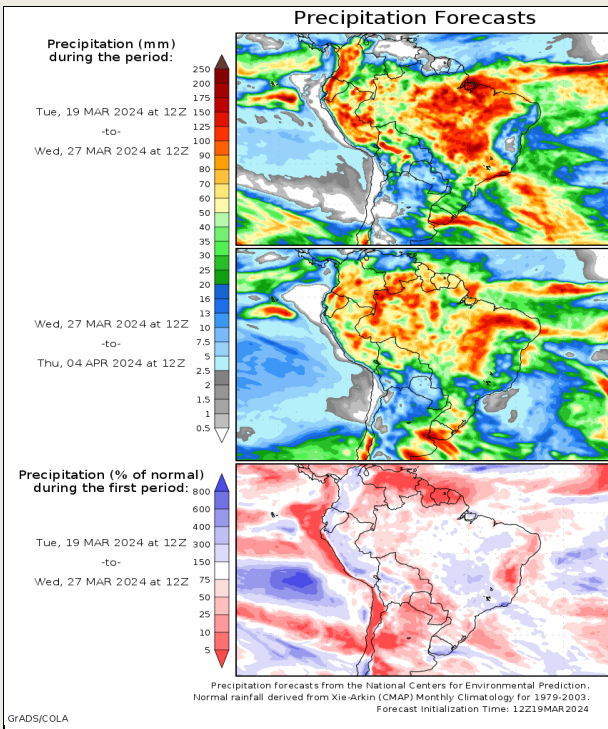 Precipitation Forecasts
Precipitation (mm)
during the period:
Tue, 19 MAR 2024 at 12Z
-to-
Wed, 27 MAR 2024 at 12Z
250
200
175
150
125
100
90
80
70
60
50
40
35
30
25
20
16
13
10
7.5
5
2.5
2
1.5
1
0.5
Wed, 27 MAR 2024 at 12Z
-to-
Thu, 04 APR 2024 at 12Z
Precipitation (% of normal)
during the first period:
Tue, 19 MAR 2024 at 12Z
-to-
Wed, 27 MAR 2024 at 12Z
800
600
400
300
150
75
50
25
10
5
Precipitation forecasts from the National Centers for Environmental Prediction.
Normal rainfall derived from Xie-Arkin (CMAP) Monthly Climatology for 1979-2003.
Forecast Initialization Time: 12Z19MAR2024
GrADS/COLA